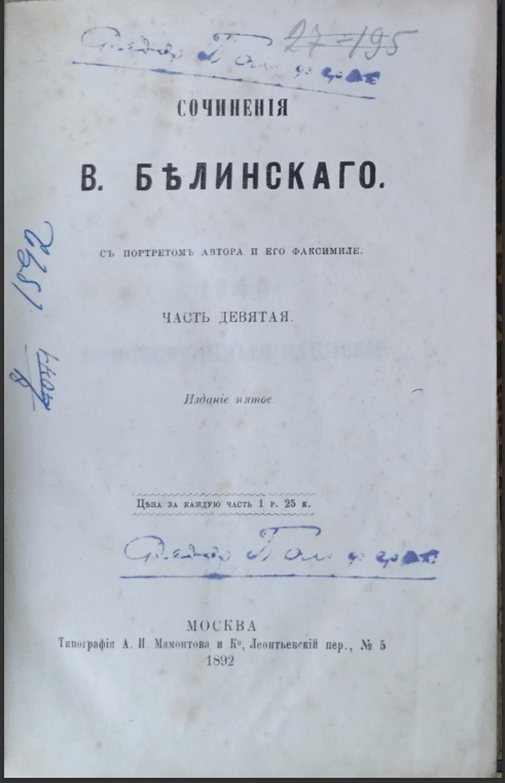 27=195
СОЧИНЕНІЯ
В. БѢЛИНСКАГО.
СЪ ПОРТРЕТОМЪ АВТОРА И ЕГО ФАКСИМИЛЕ.
ЧАСТЬ ДЕВЯТАЯ.
Изданіе пятое.
Цѣна за каждую часть 1 р. 25 к.
МОСКВА
Типографія А. И. Мамонтова и Кº, Леонтьевскій пер., № 5
1892